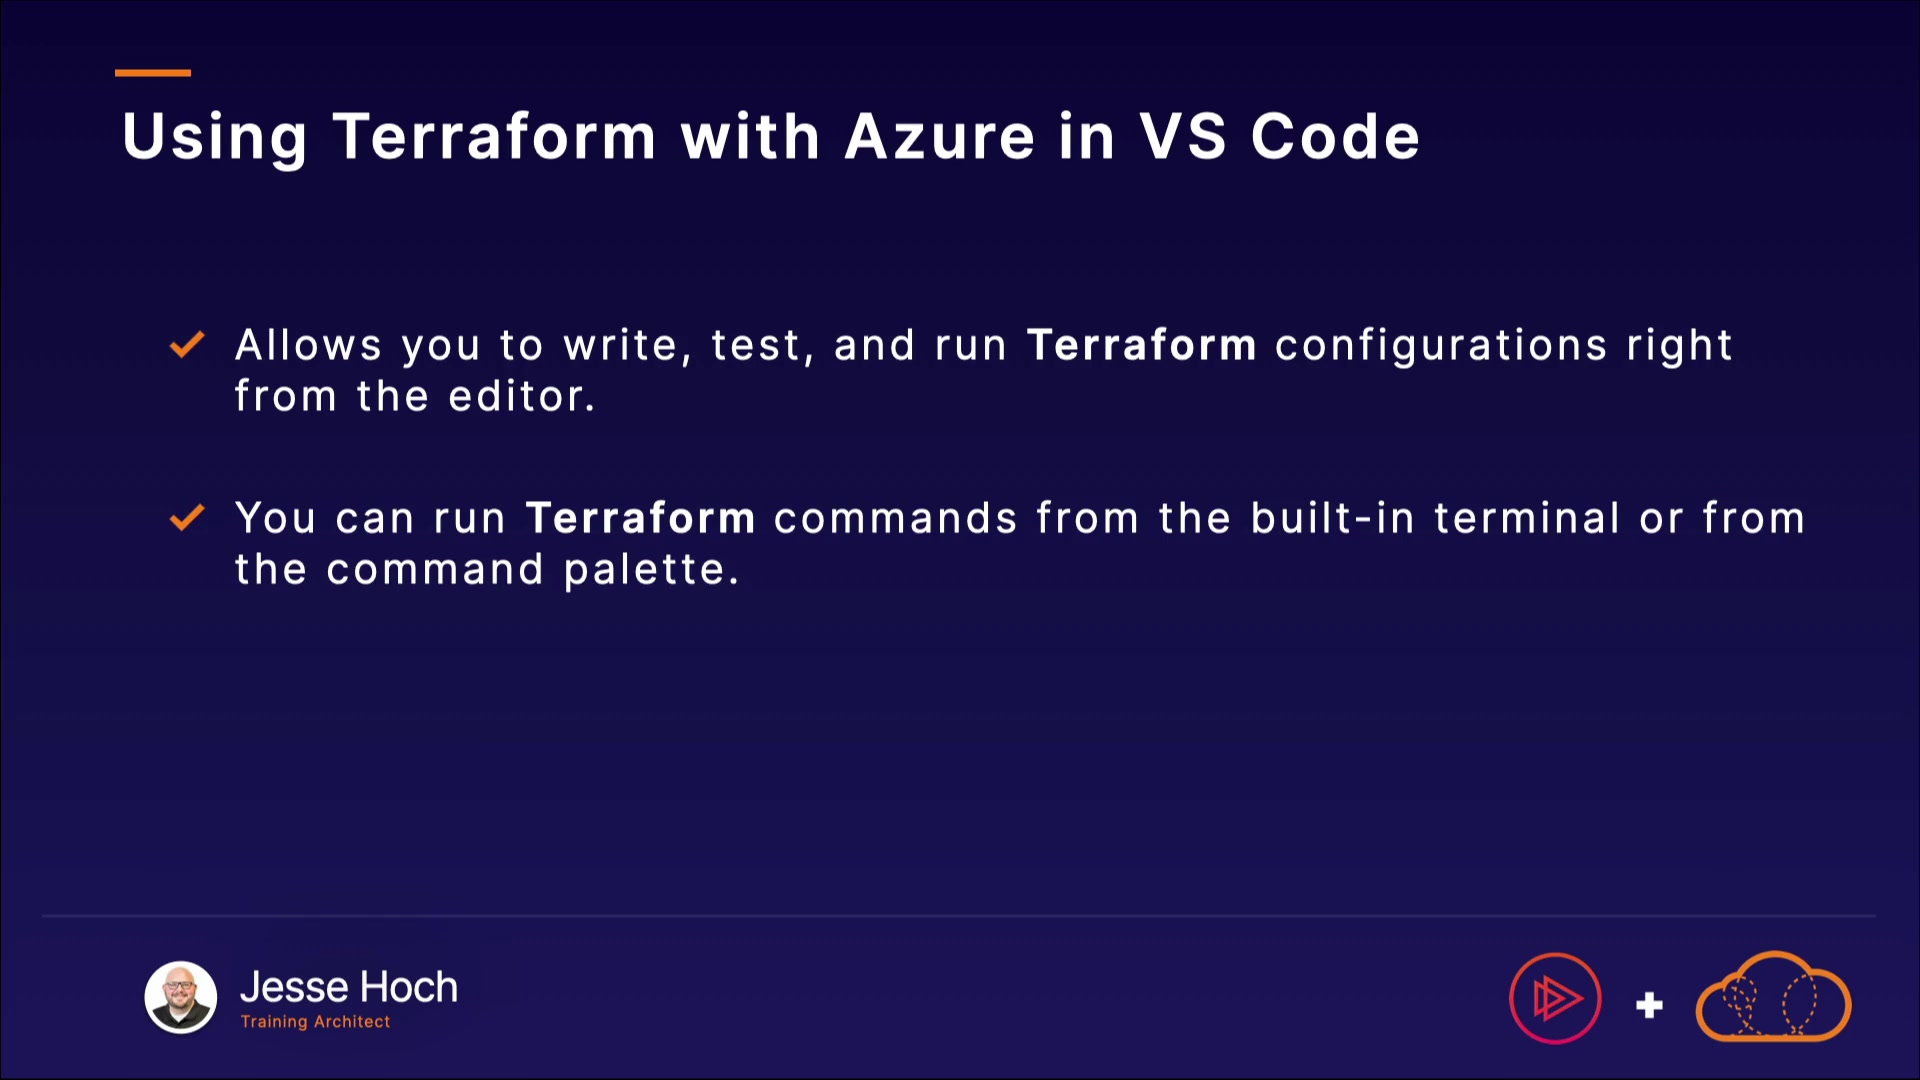 Using Terraform with Azure in VS Code
Allows you to write, test, and run Terraform configurations right
from the editor.
You can run Terraform commands from the built-in terminal or from
the command palette.
Jesse Hoch
Training Architect